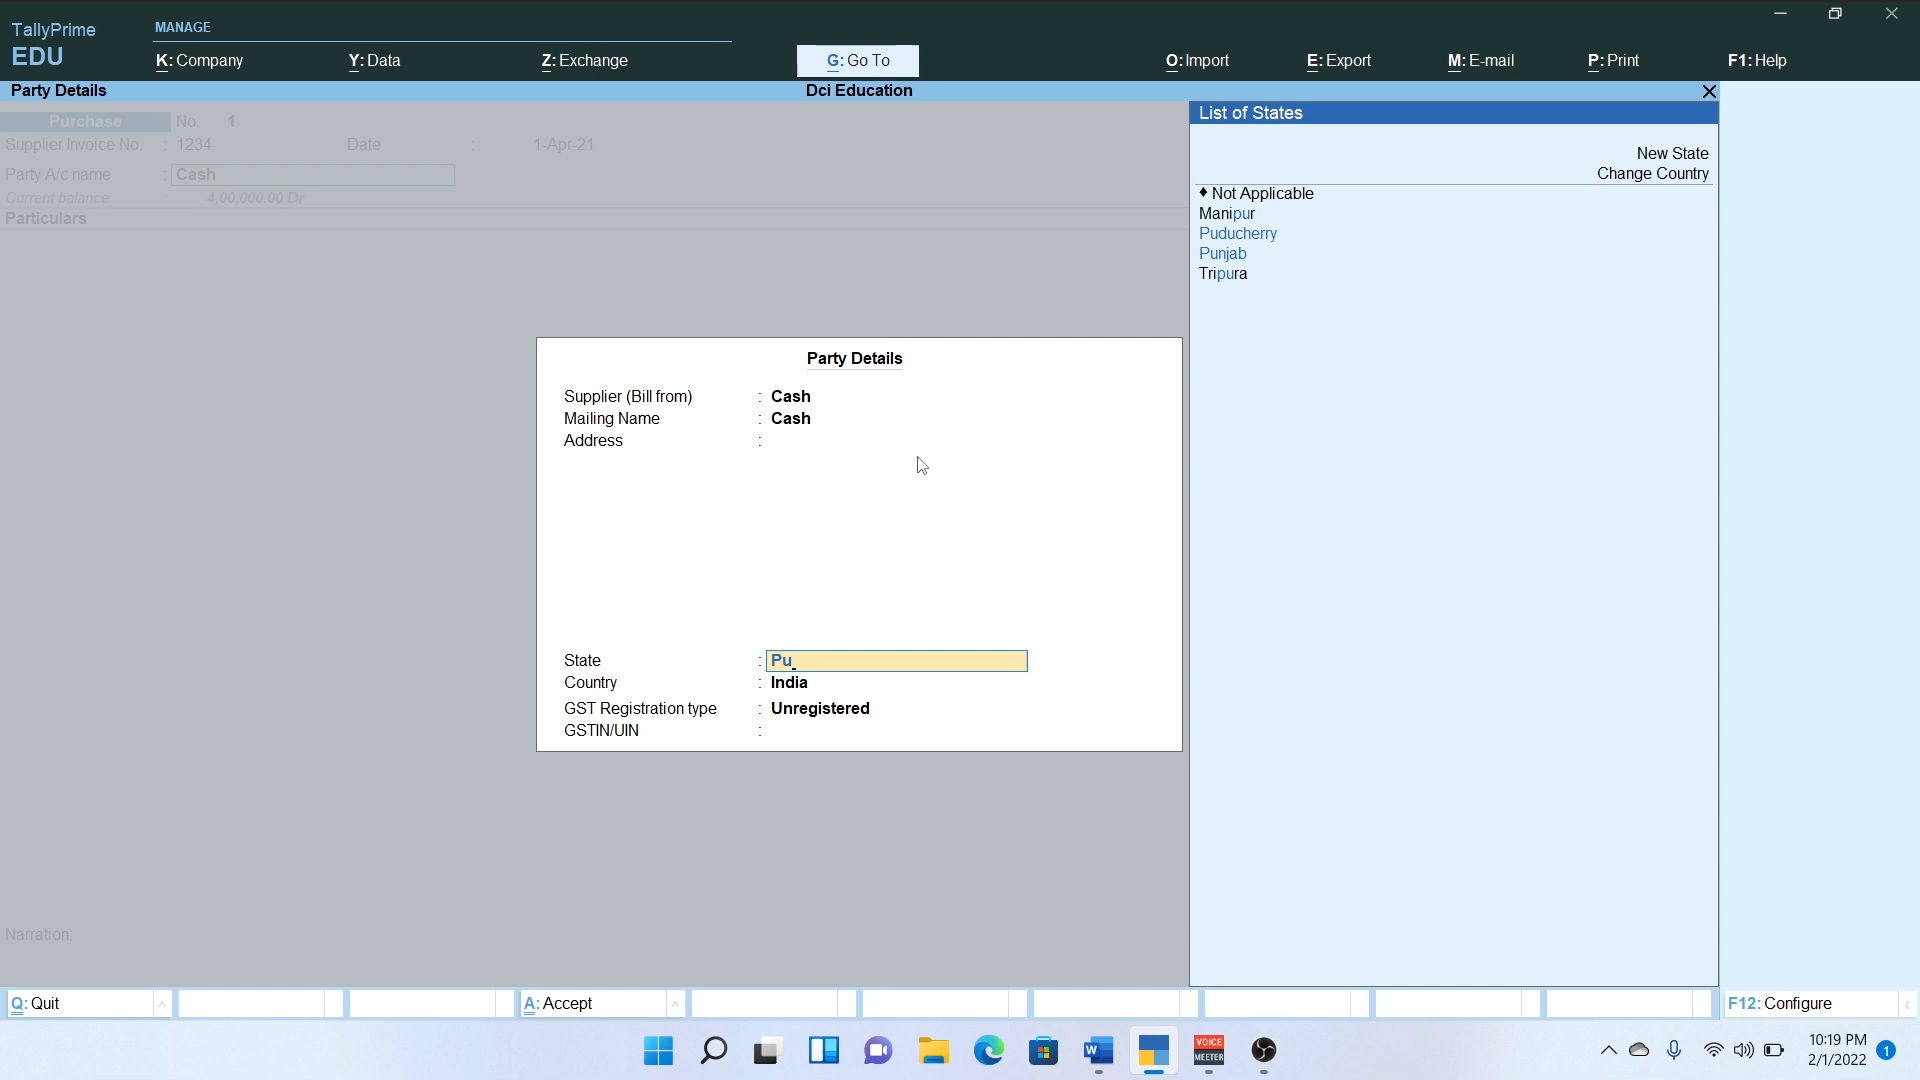 TallyPrime
EDU
MANAGE
K: Company
Y: Data
Z: Exchange
G: Go To
O: Import
E: Export
M: E-mail
P: Print
F1: Help
Party Details
Dci Education
Purchase No. 1
Supplier Invoice No. : 1234 Date : 1-Apr-21
Party A/c name : Cash
Current balance 4,00,000.00 Dr
Particulars
List of States
New State
Change Country
♦ Not Applicable
Manipur
Puducherry
Punjab
Tripura
Party Details
Supplier (Bill from) : Cash
Mailing Name : Cash
Address :
State : Pu
Country : India
GST Registration type : Unregistered
GSTIN/UIN :
Narration:
Q: Quit
A: Accept
F12: Configure
VOICE
MEETER
10:19 PM
2/1/2022
1